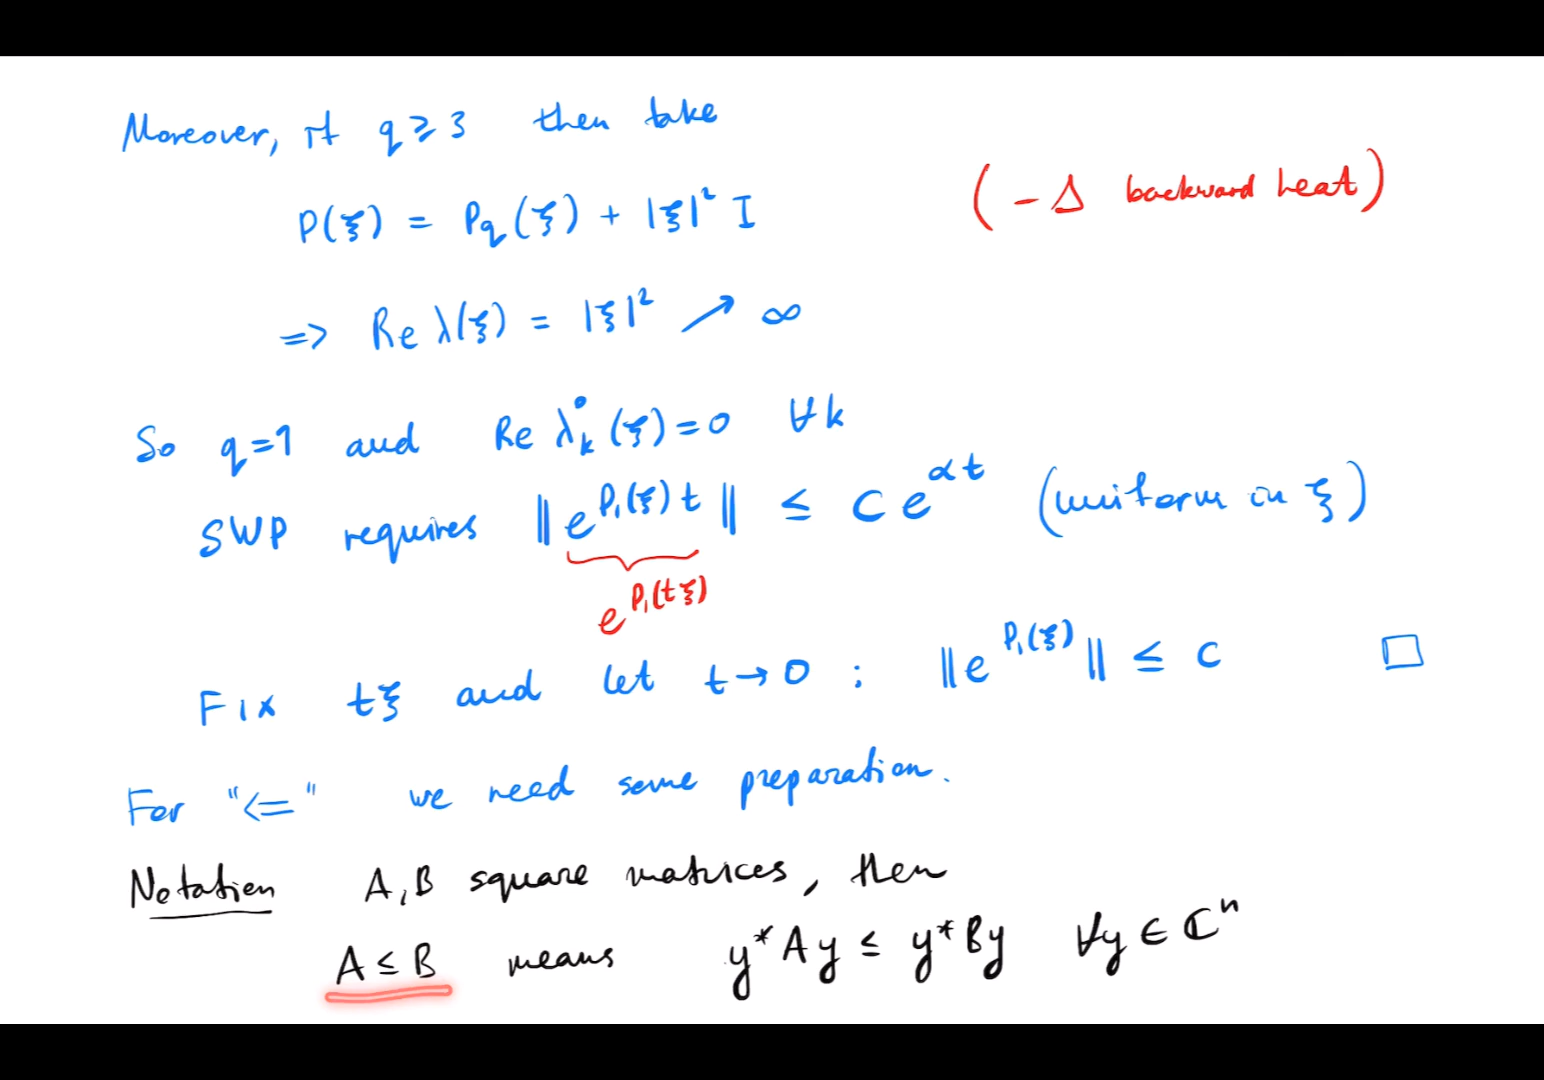 Moreover, if q ≥ 3 then take
P(ξ) = P_q(ξ) + |ξ|² I (-Δ backward heat)
=> Re λ(ξ) = |ξ|² ↗ ∞
So q=1 and Re λ_k^0(ξ)=0 ∀k
SWP requires ‖e^{P_1(ξ)t}‖ ≤ C e^{αt} (uniform in ξ)
e^{P_1(tξ)}
Fix tξ and let t→0 : ‖e^{P_1(ξ)}‖ ≤ C □
For "<=" we need some preparation.
Notation A, B square matrices, then
A ≤ B means y*Ay ≤ y*By ∀y ∈ ℂⁿ